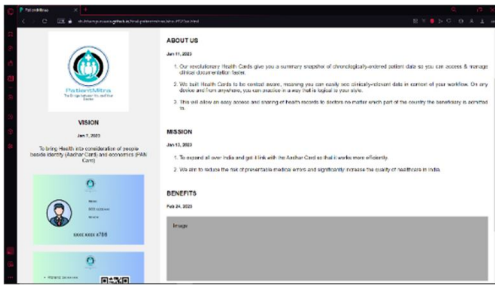 PatientMitra
PatientMitra
VISION
Jan 7, 2023
To bring Health into consideration of people
beside Identity (Aadhar Card) and economics (PAN
Card)
xxxx xxxx
ABOUT US
Jan 11, 2023
1. Our revolutionary Health Cards give you a summary snapshot of chronologically-ordered patient data so you can access & manage
clinical documentation faster.
2. We built Health Cards to be context aware, meaning you can easily see clinically-relevant data in context of your workflow. On any
device and from anywhere, you can practice in a way that is logical to your style.
3. This will allow an easy access and sharing of health records to doctors no matter which part of the country the beneficiary is admitted
MISSION
Jan 13, 2023
1. To expand all over India and get it link with the Aadhar Card so that it works more efficiently.
2. We aim to reduce the risk of preventable medical errors and significantly increase the quality of healthcare in India.
BENEFITS
Feb 24, 2023
Image